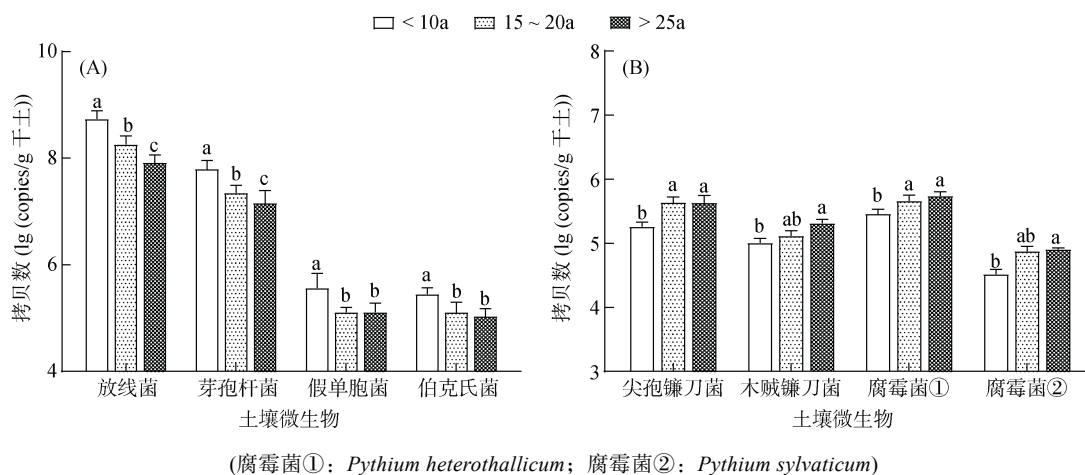 < 10a 15 ~ 20a > 25a
(A)
拷贝数 (lg (copies/g 干土))
10
8
6
4
a b c
a b c
a b b
a b b
放线菌 芽孢杆菌 假单胞菌 伯克氏菌
土壤微生物
(B)
拷贝数 (lg (copies/g 干土))
8
7
6
5
4
3
b a a
b ab a
b a a
b ab a
尖孢镰刀菌 木贼镰刀菌 腐霉菌① 腐霉菌②
土壤微生物
(腐霉菌①：Pythium heterothallicum；腐霉菌②：Pythium sylvaticum)